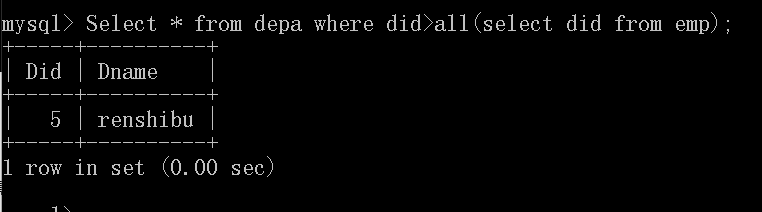 mysql> Select * from depa where did>all(select did from emp);
+-----+----------+
| Did | Dname    |
+-----+----------+
|   5 | renshibu |
+-----+----------+
1 row in set (0.00 sec)